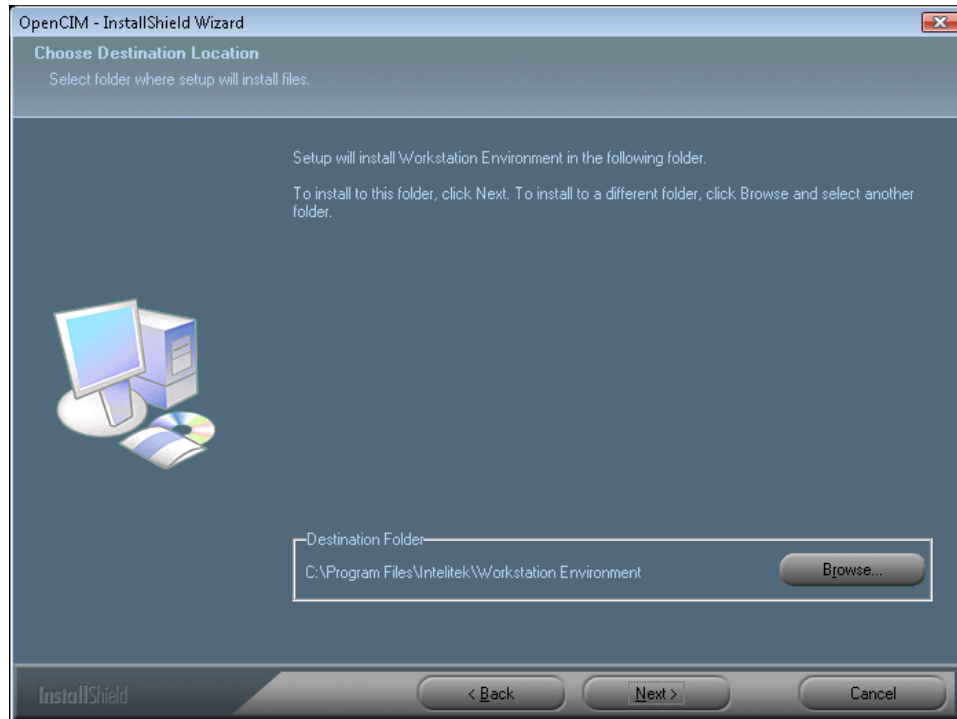 OpenCIM - InstallShield Wizard
Choose Destination Location
Select folder where setup will install files.
Setup will install Workstation Environment in the following folder.
To install to this folder, click Next. To install to a different folder, click Browse and select another
folder.
Destination Folder
C:\Program Files\Intelitek\Workstation Environment
Browse...
InstallShield
< Back
Next >
Cancel